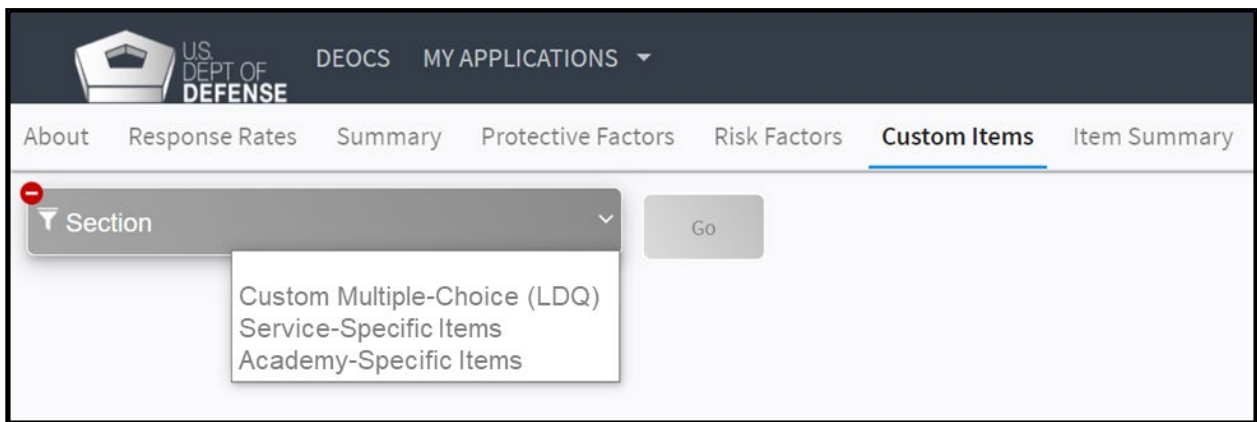 U.S.
DEPT OF
DEFENSE
DEOCS MY APPLICATIONS
About Response Rates Summary Protective Factors Risk Factors Custom Items Item Summary
Section
Go
Custom Multiple-Choice (LDQ)
Service-Specific Items
Academy-Specific Items